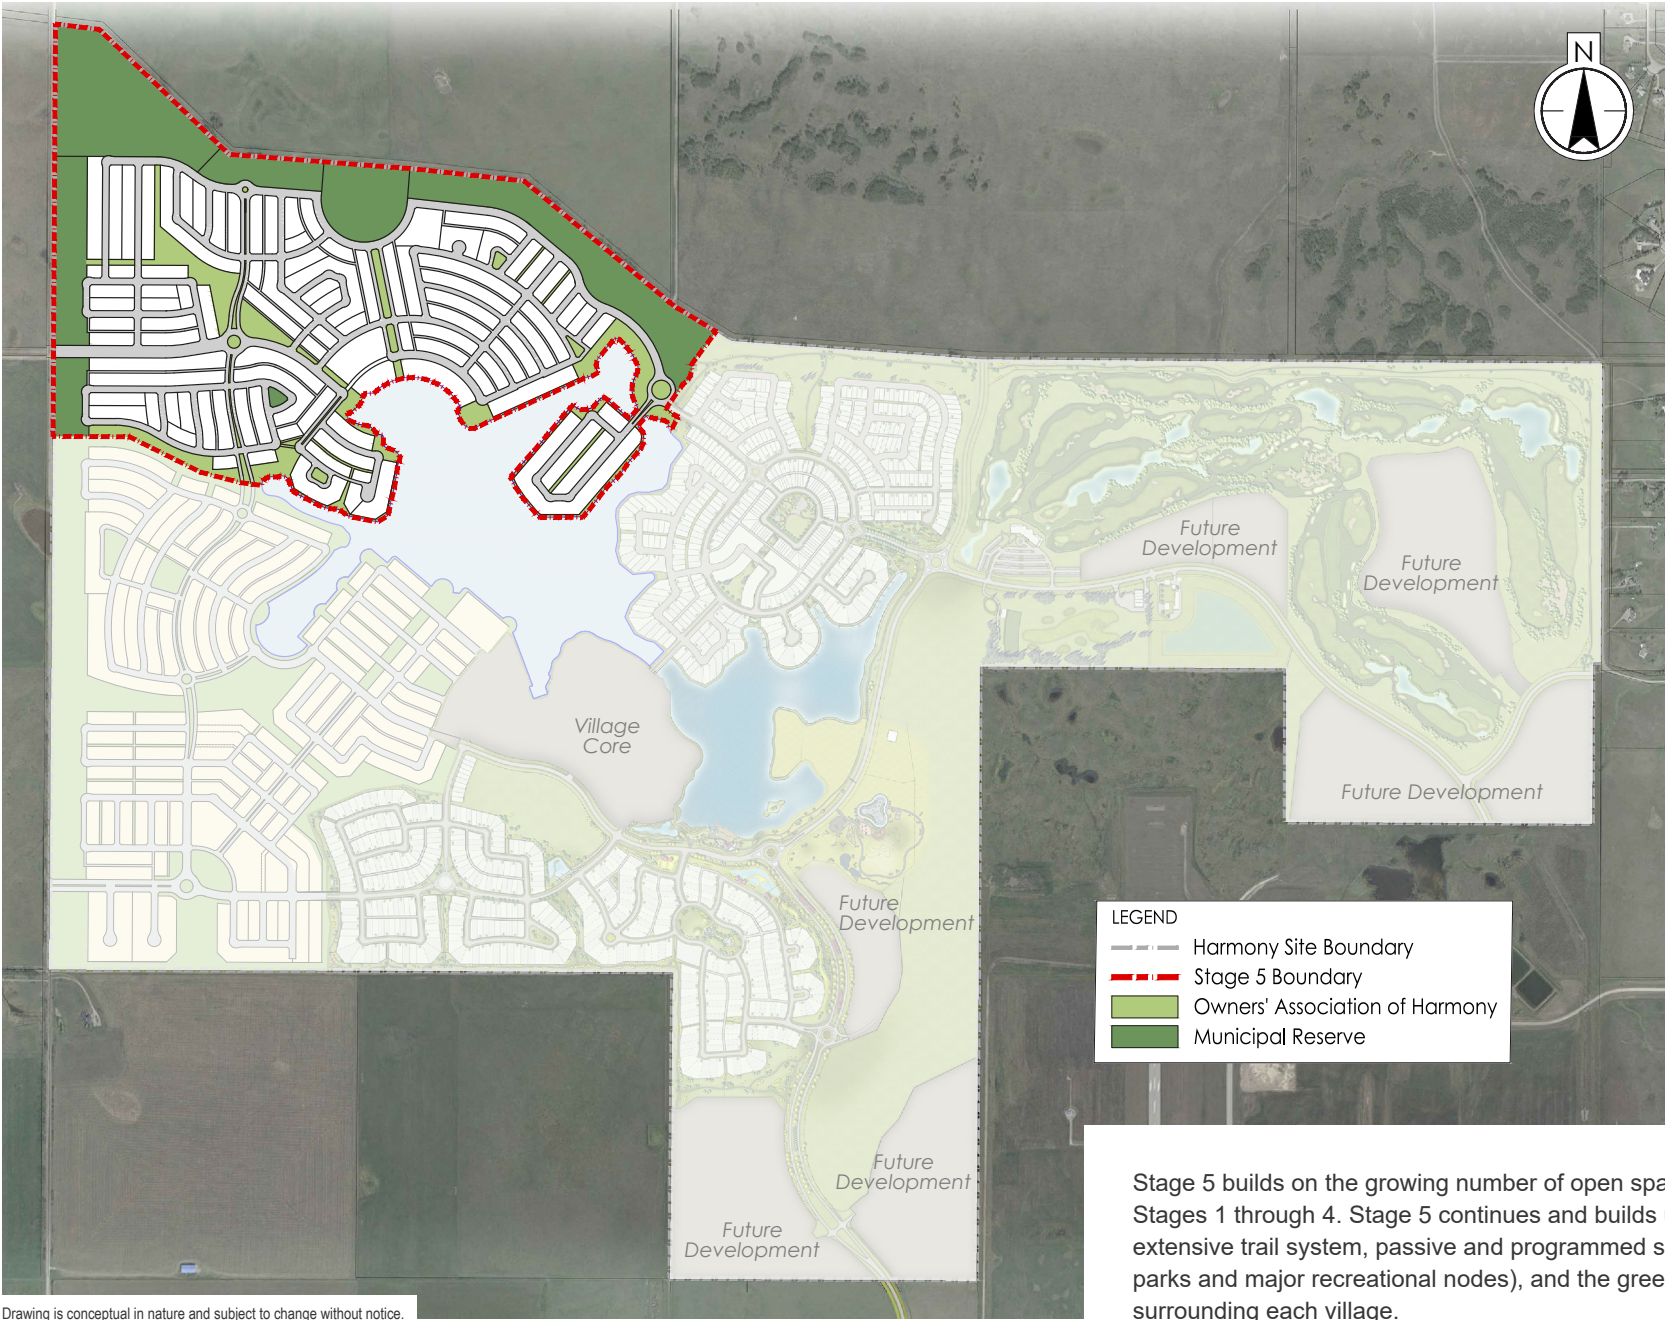 N
Future
Development
Future
Development
Village
Core
Future Development
Future
Development
LEGEND
Harmony Site Boundary
Stage 5 Boundary
Owners' Association of Harmony
Municipal Reserve
Future
Development
Future
Development
Stage 5 builds on the growing number of open spa
Stages 1 through 4. Stage 5 continues and builds
extensive trail system, passive and programmed s
parks and major recreational nodes), and the gree
surrounding each village.
Drawing is conceptual in nature and subject to change without notice.